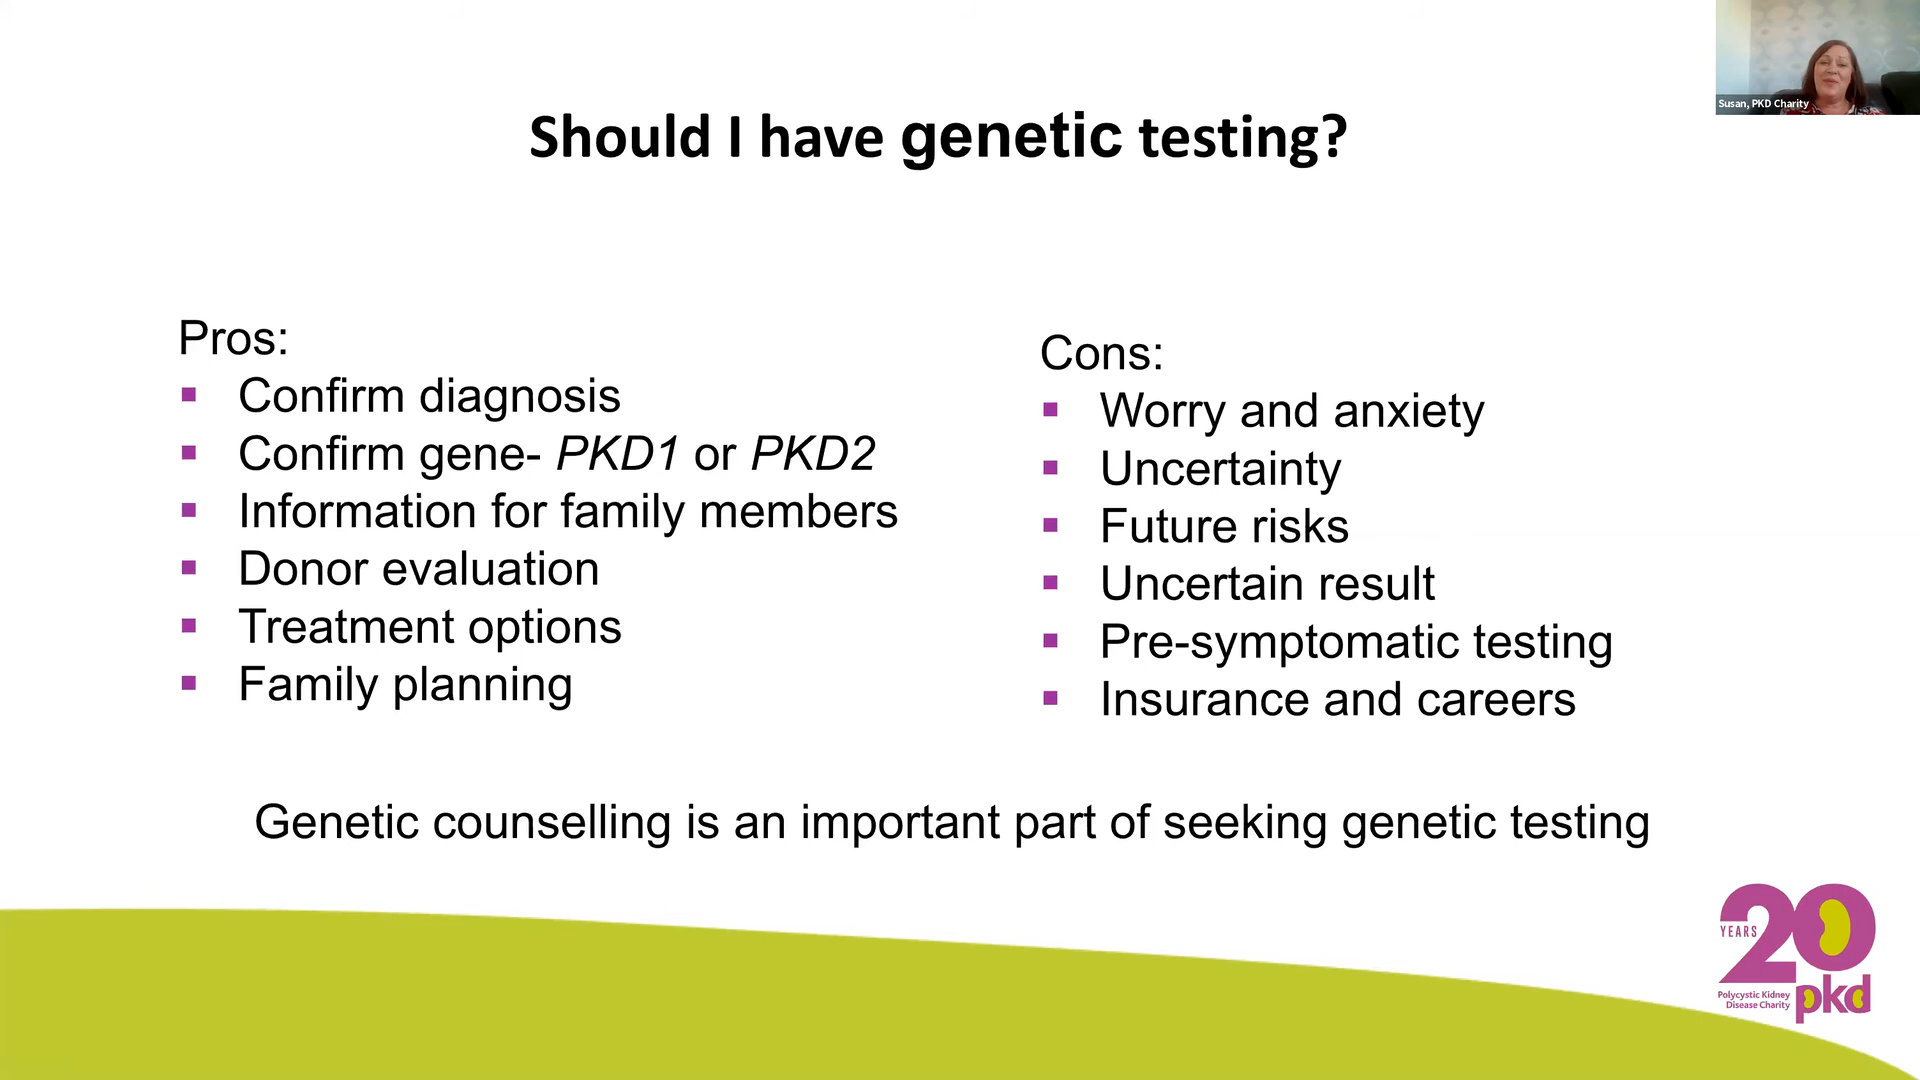 Susan, PKD Charity
Should I have genetic testing?
Pros:
▪ Confirm diagnosis
▪ Confirm gene- PKD1 or PKD2
▪ Information for family members
▪ Donor evaluation
▪ Treatment options
▪ Family planning
Cons:
▪ Worry and anxiety
▪ Uncertainty
▪ Future risks
▪ Uncertain result
▪ Pre-symptomatic testing
▪ Insurance and careers
Genetic counselling is an important part of seeking genetic testing
20
YEARS
Polycystic Kidney
Disease Charity
pkd